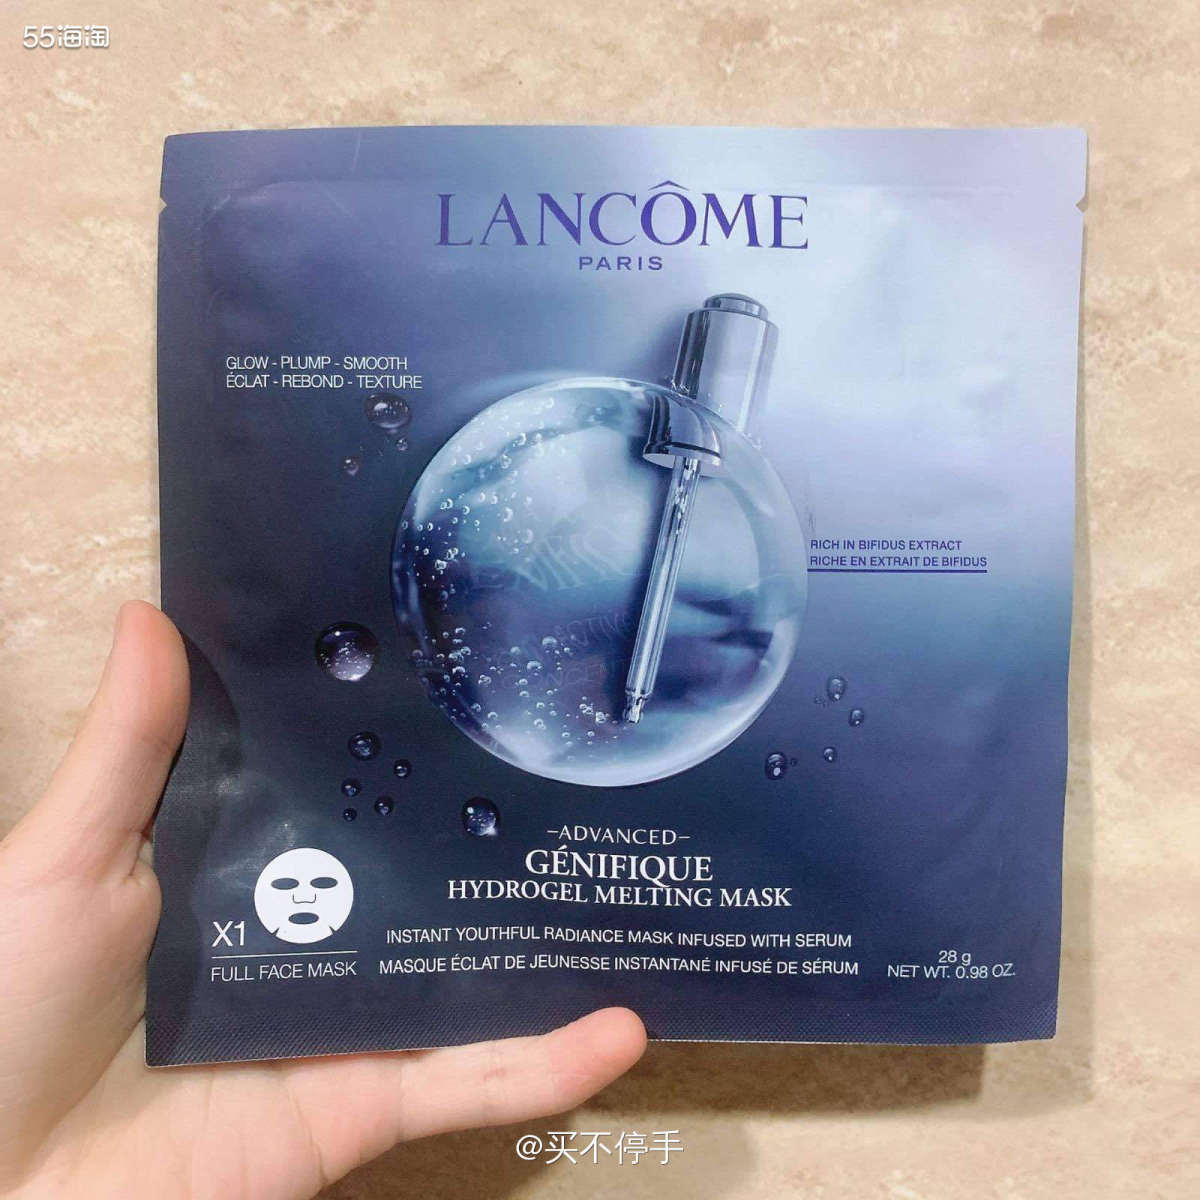 55海淘
LANCÔME
PARIS
GLOW - PLUMP - SMOOTH
ÉCLAT - REBOND - TEXTURE
RICH IN BIFIDUS EXTRACT
RICHE EN EXTRAIT DE BIFIDUS
-ADVANCED-
GÉNIFIQUE
HYDROGEL MELTING MASK
X1
FULL FACE MASK
INSTANT YOUTHFUL RADIANCE MASK INFUSED WITH SERUM
MASQUE ÉCLAT DE JEUNESSE INSTANTANÉ INFUSÉ DE SÉRUM
28 g
NET WT. 0.98 OZ.
@买不停手